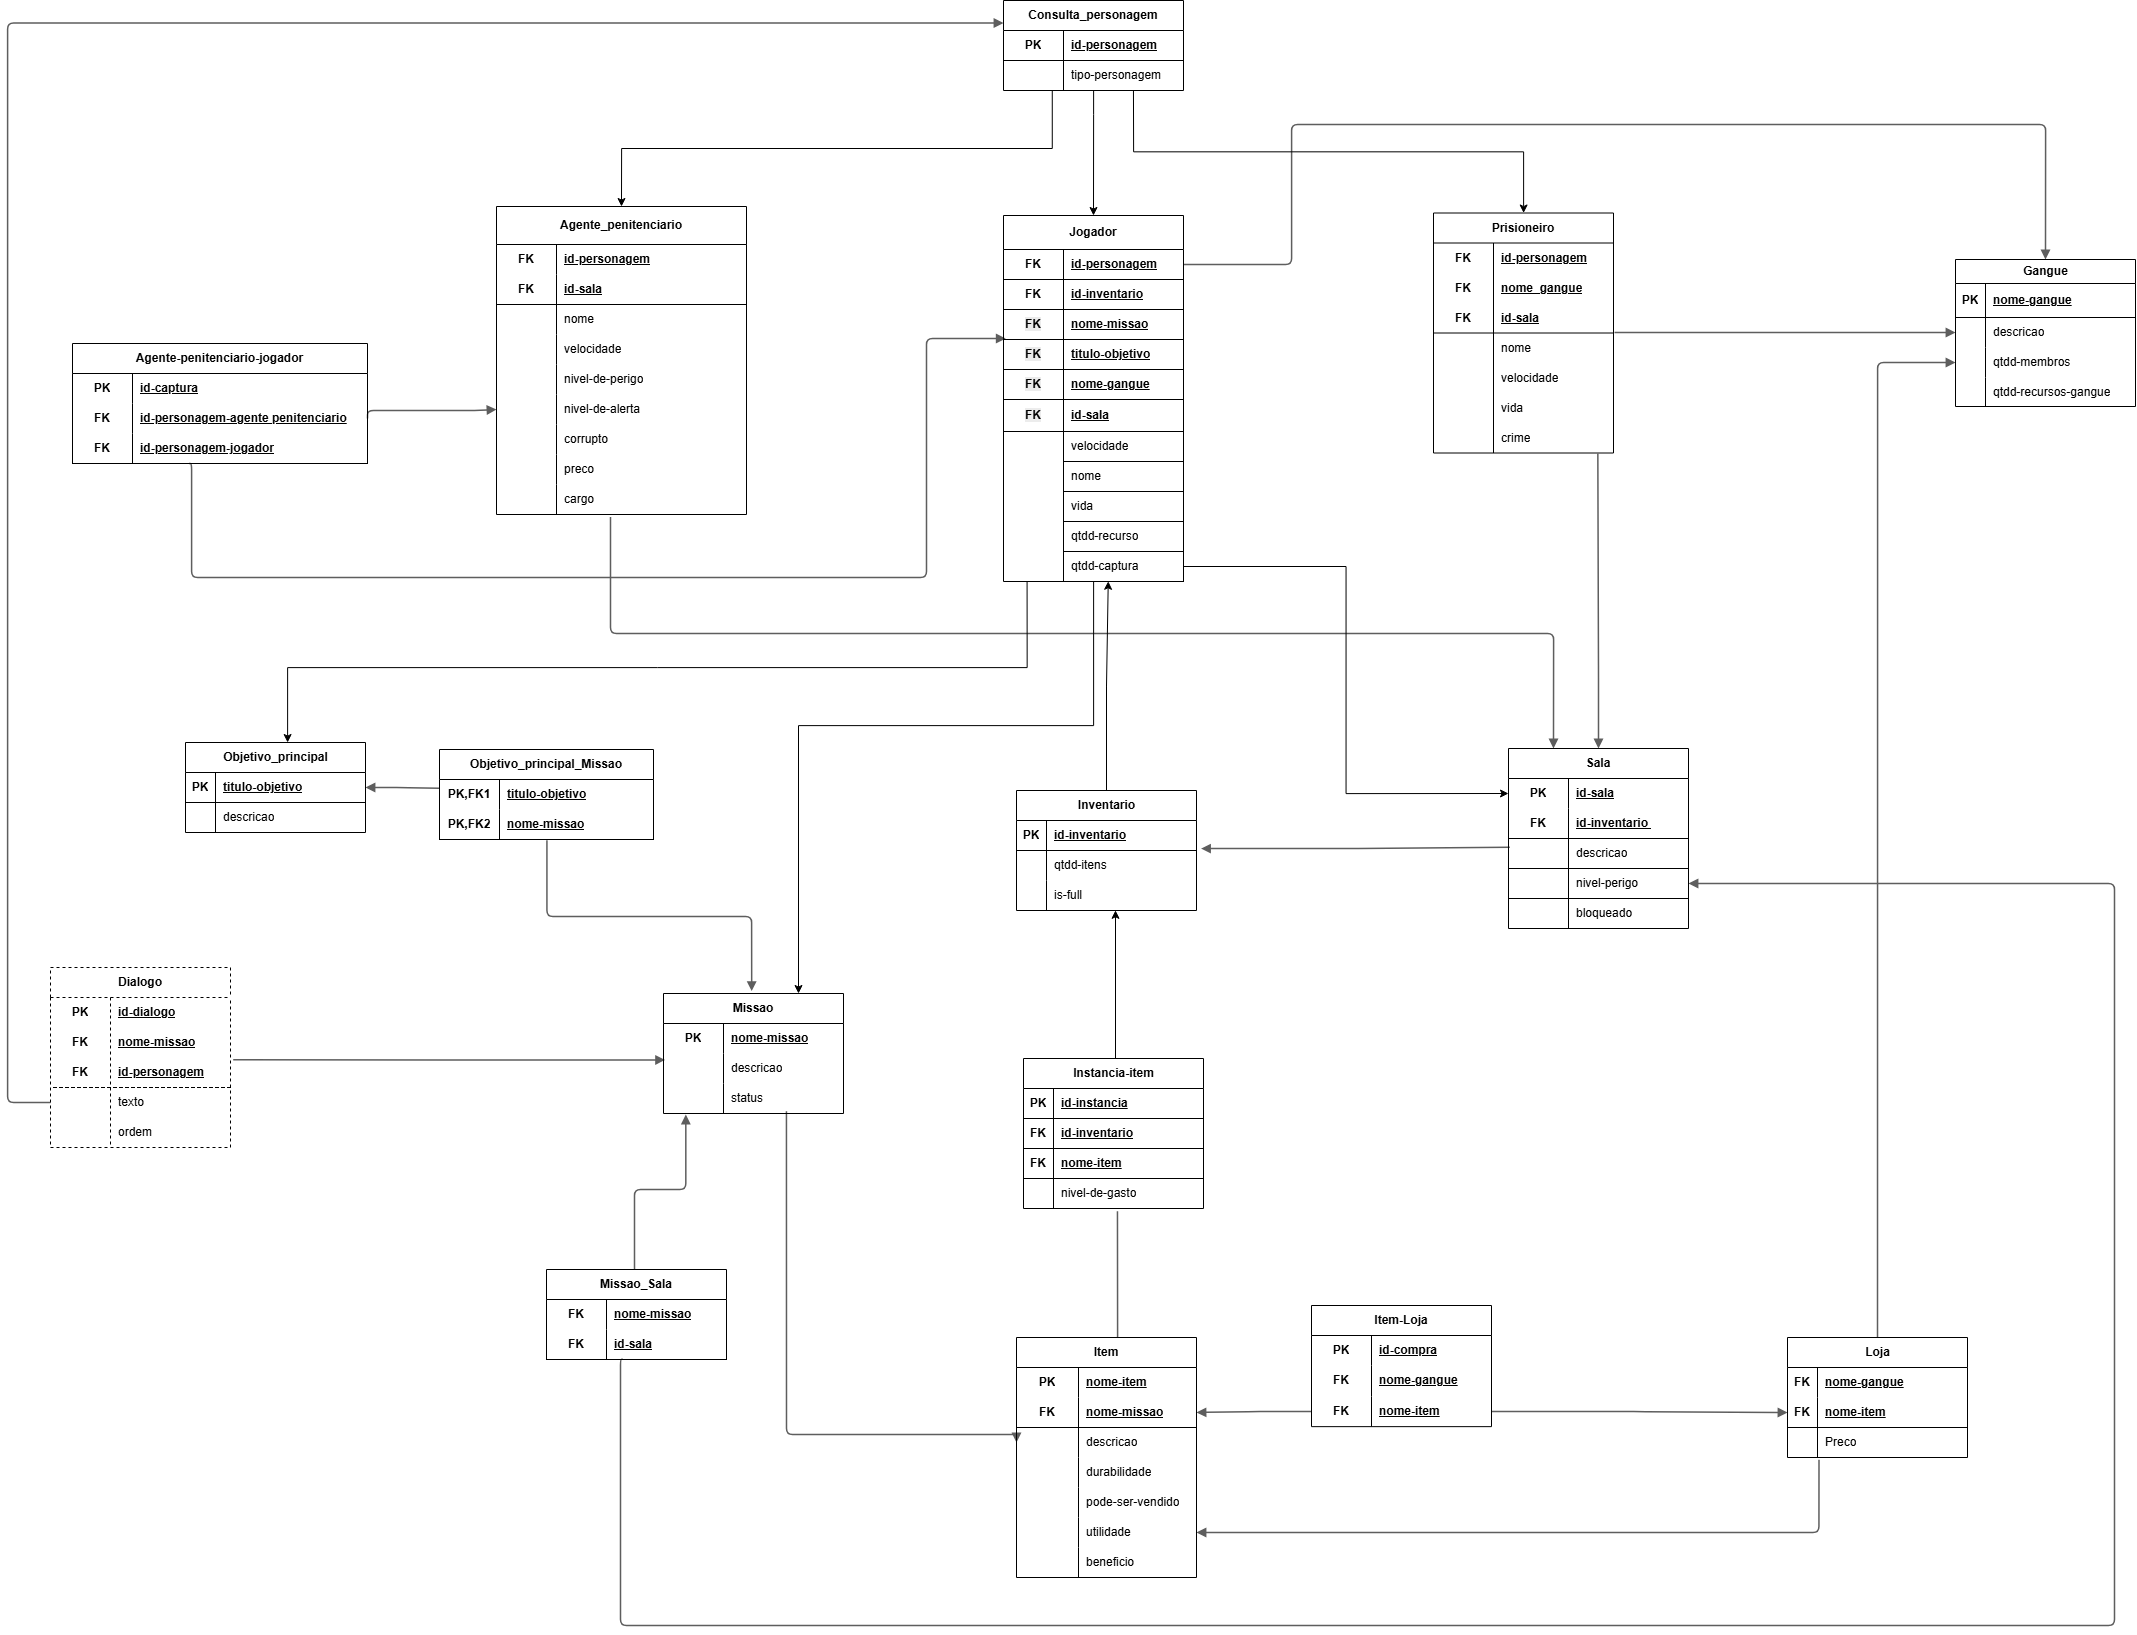 Consulta_personagem
PK id-personagem
tipo-personagem
Agente_penitenciario
FK id-personagem
FK id-sala
nome
velocidade
nivel-de-perigo
nivel-de-alerta
corrupto
preco
cargo
Jogador
FK id-personagem
FK id-inventario
FK nome-missao
FK titulo-objetivo
FK nome-gangue
FK id-sala
velocidade
nome
vida
qtdd-recurso
qtdd-captura
Prisioneiro
FK id-personagem
FK nome_gangue
FK id-sala
nome
velocidade
vida
crime
Gangue
PK nome-gangue
descricao
qtdd-membros
qtdd-recursos-gangue
Agente-penitenciario-jogador
PK id-captura
FK id-personagem-agente penitenciario
FK id-personagem-jogador
Objetivo_principal
PK titulo-objetivo
descricao
Objetivo_principal_Missao
PK,FK1 titulo-objetivo
PK,FK2 nome-missao
Inventario
PK id-inventario
qtdd-itens
is-full
Sala
PK id-sala
FK id-inventario
descricao
nivel-perigo
bloqueado
Dialogo
PK id-dialogo
FK nome-missao
FK id-personagem
texto
ordem
Missao
PK nome-missao
descricao
status
Instancia-item
PK id-instancia
FK id-inventario
FK nome-item
nivel-de-gasto
Missao_Sala
FK nome-missao
FK id-sala
Item
PK nome-item
FK nome-missao
descricao
durabilidade
pode-ser-vendido
utilidade
beneficio
Item-Loja
PK id-compra
FK nome-gangue
FK nome-item
Loja
FK nome-gangue
FK nome-item
Preco